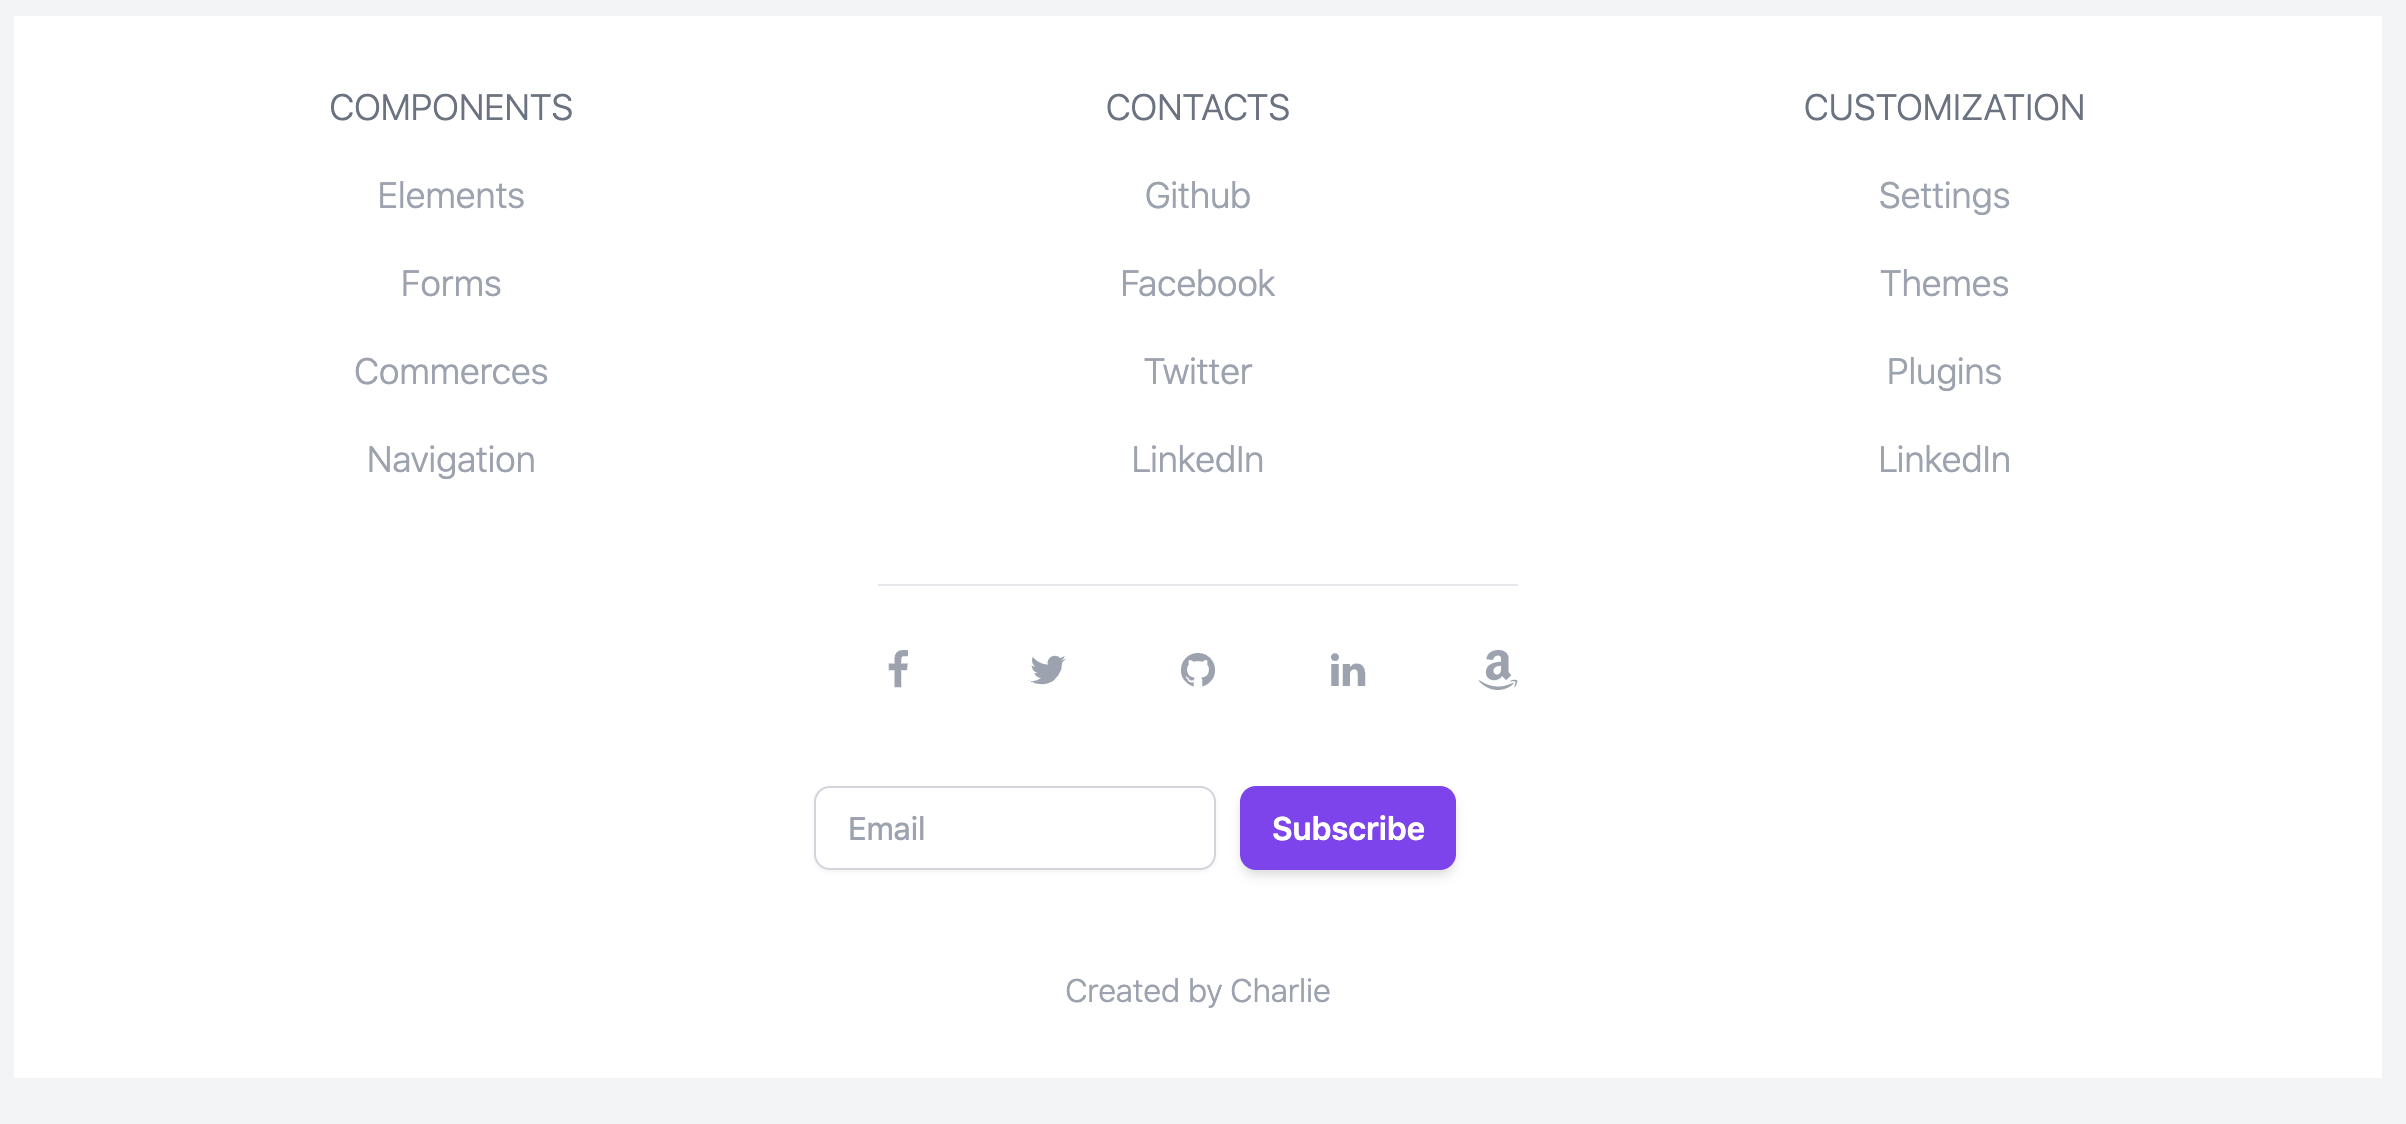 COMPONENTS
Elements
Forms
Commerces
Navigation
CONTACTS
Github
Facebook
Twitter
LinkedIn
CUSTOMIZATION
Settings
Themes
Plugins
LinkedIn
Email
Subscribe
Created by Charlie